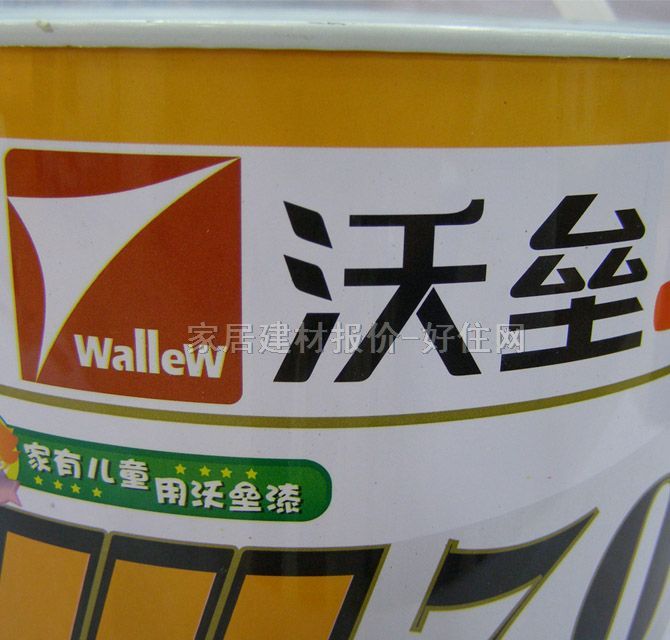 沃垒
Wallew
家居建材报价-好住网
家有儿童 用沃垒漆